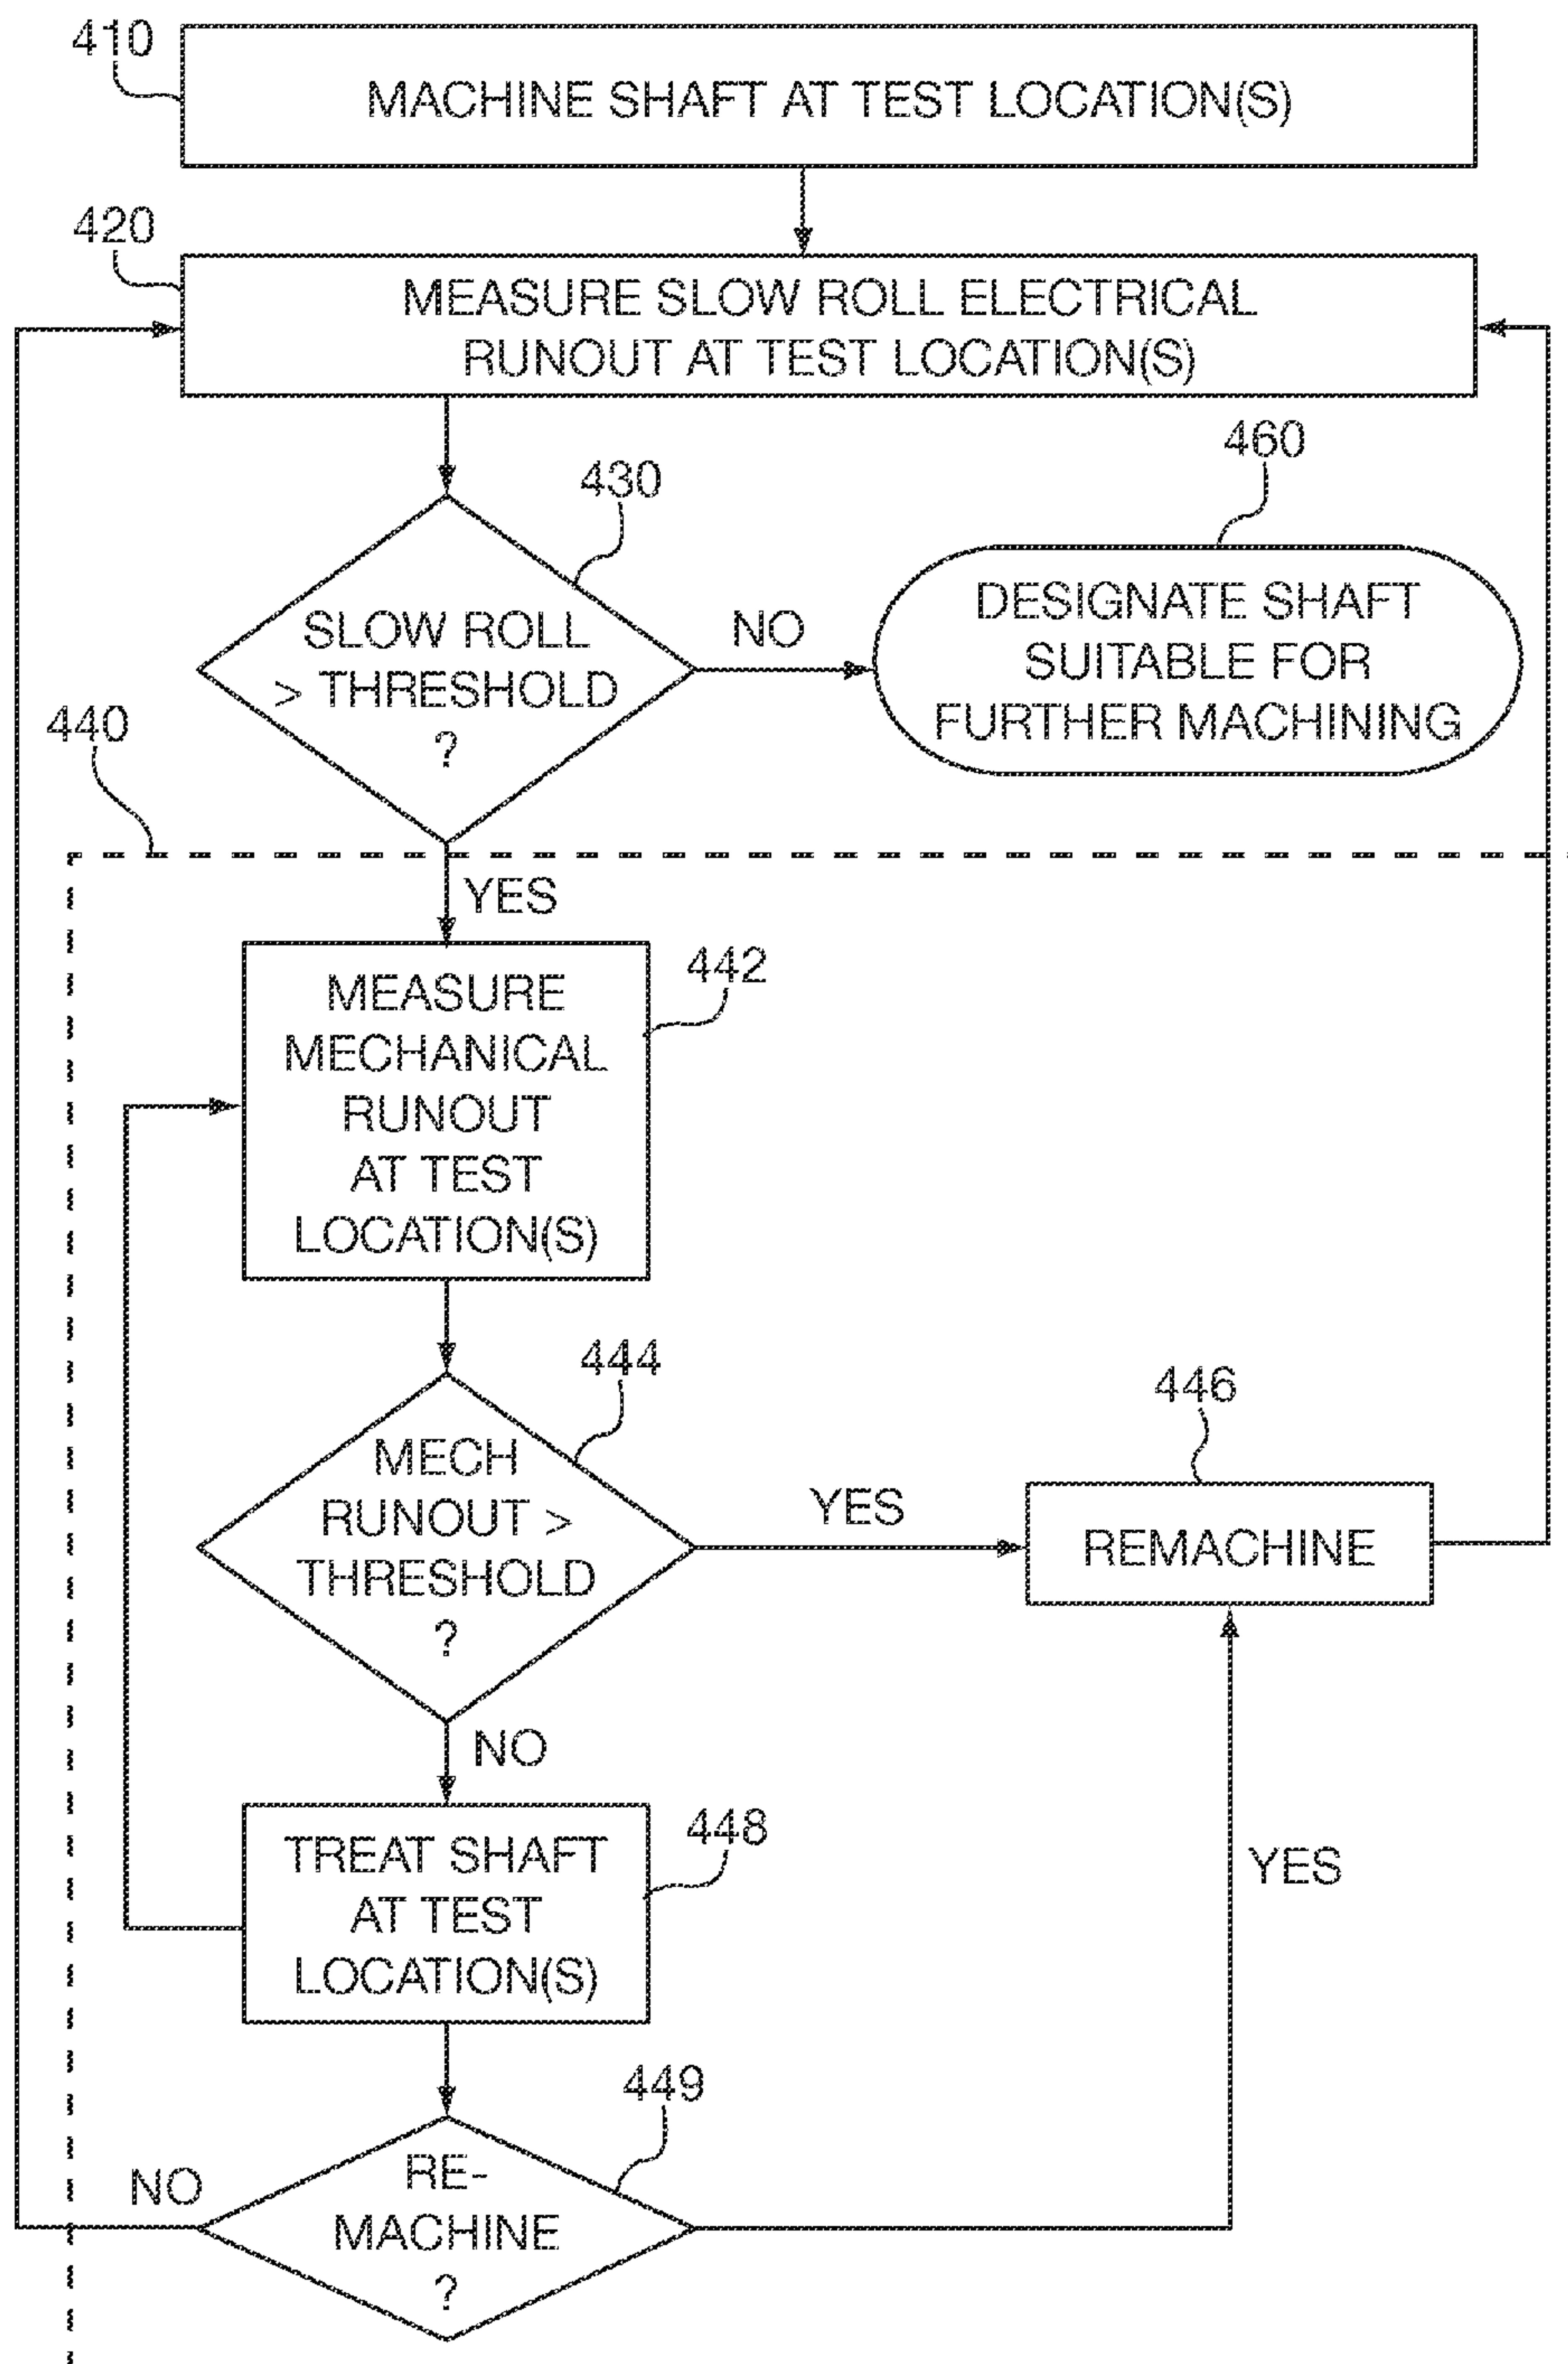 410
MACHINE SHAFT AT TEST LOCATION(S)
420
MEASURE SLOW ROLL ELECTRICAL
RUNOUT AT TEST LOCATION(S)
430
SLOW ROLL
> THRESHOLD
?
NO
460
DESIGNATE SHAFT
SUITABLE FOR
FURTHER MACHINING
440
YES
442
MEASURE
MECHANICAL
RUNOUT
AT TEST
LOCATION(S)
444
MECH
RUNOUT >
THRESHOLD
?
YES
446
REMACHINE
NO
448
TREAT SHAFT
AT TEST
LOCATION(S)
YES
449
RE-
MACHINE
?
NO